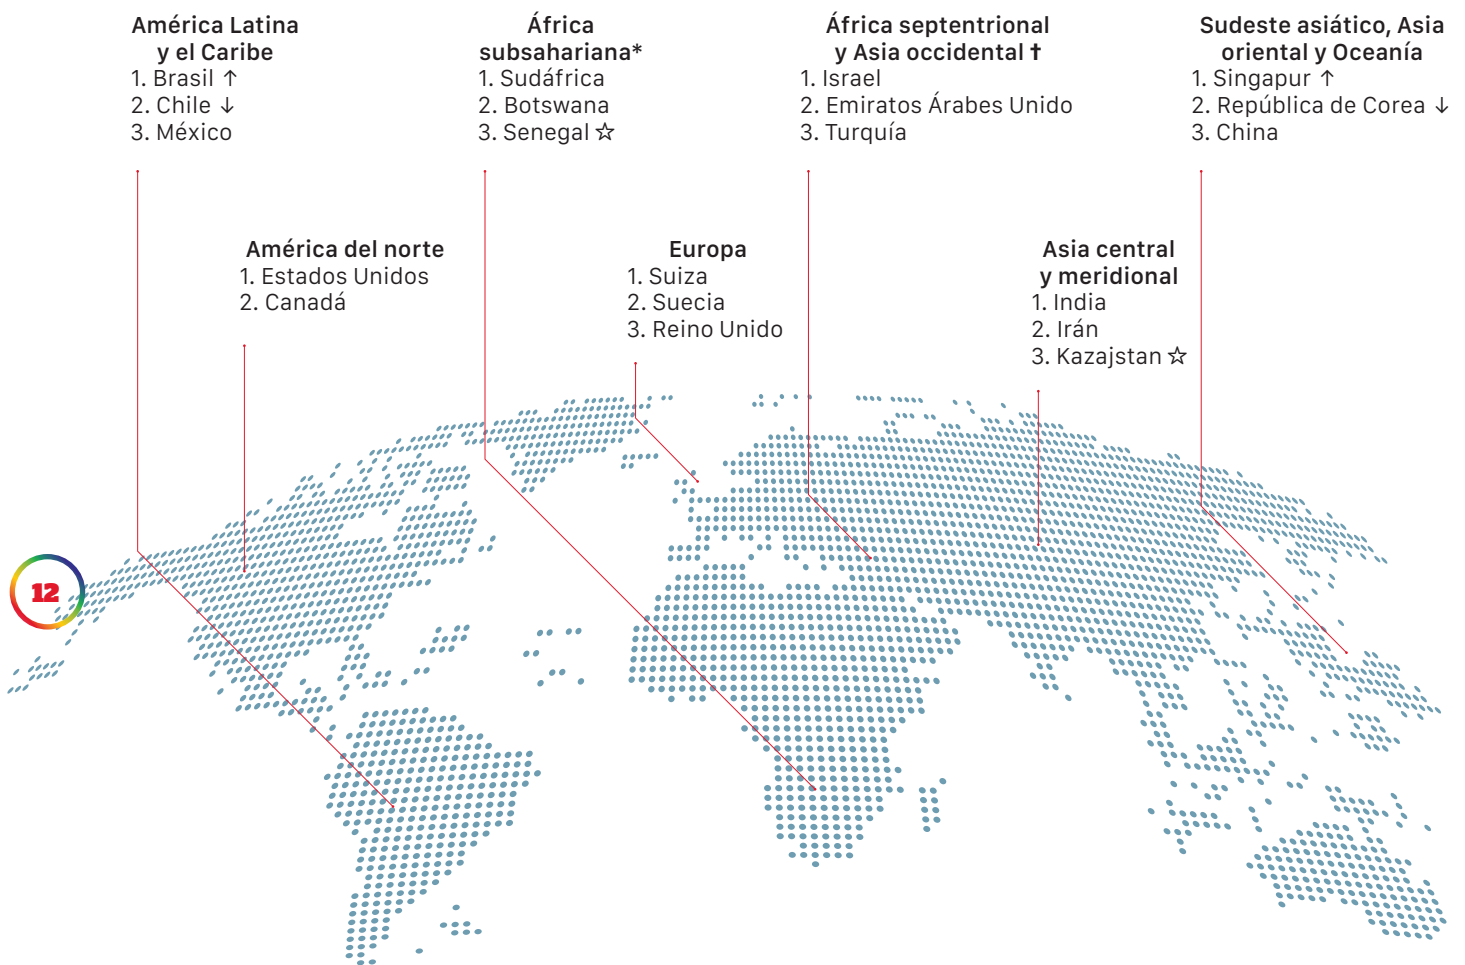 América Latina
y el Caribe
1. Brasil ↑
2. Chile ↓
3. México
África
subsahariana*
1. Sudáfrica
2. Botswana
3. Senegal ☆
África septentrional
y Asia occidental †
1. Israel
2. Emiratos Árabes Unido
3. Turquía
Sudeste asiático, Asia
oriental y Oceanía
1. Singapur ↑
2. República de Corea ↓
3. China
América del norte
1. Estados Unidos
2. Canadá
Europa
1. Suiza
2. Suecia
3. Reino Unido
Asia central
y meridional
1. India
2. Irán
3. Kazajstan ☆
12